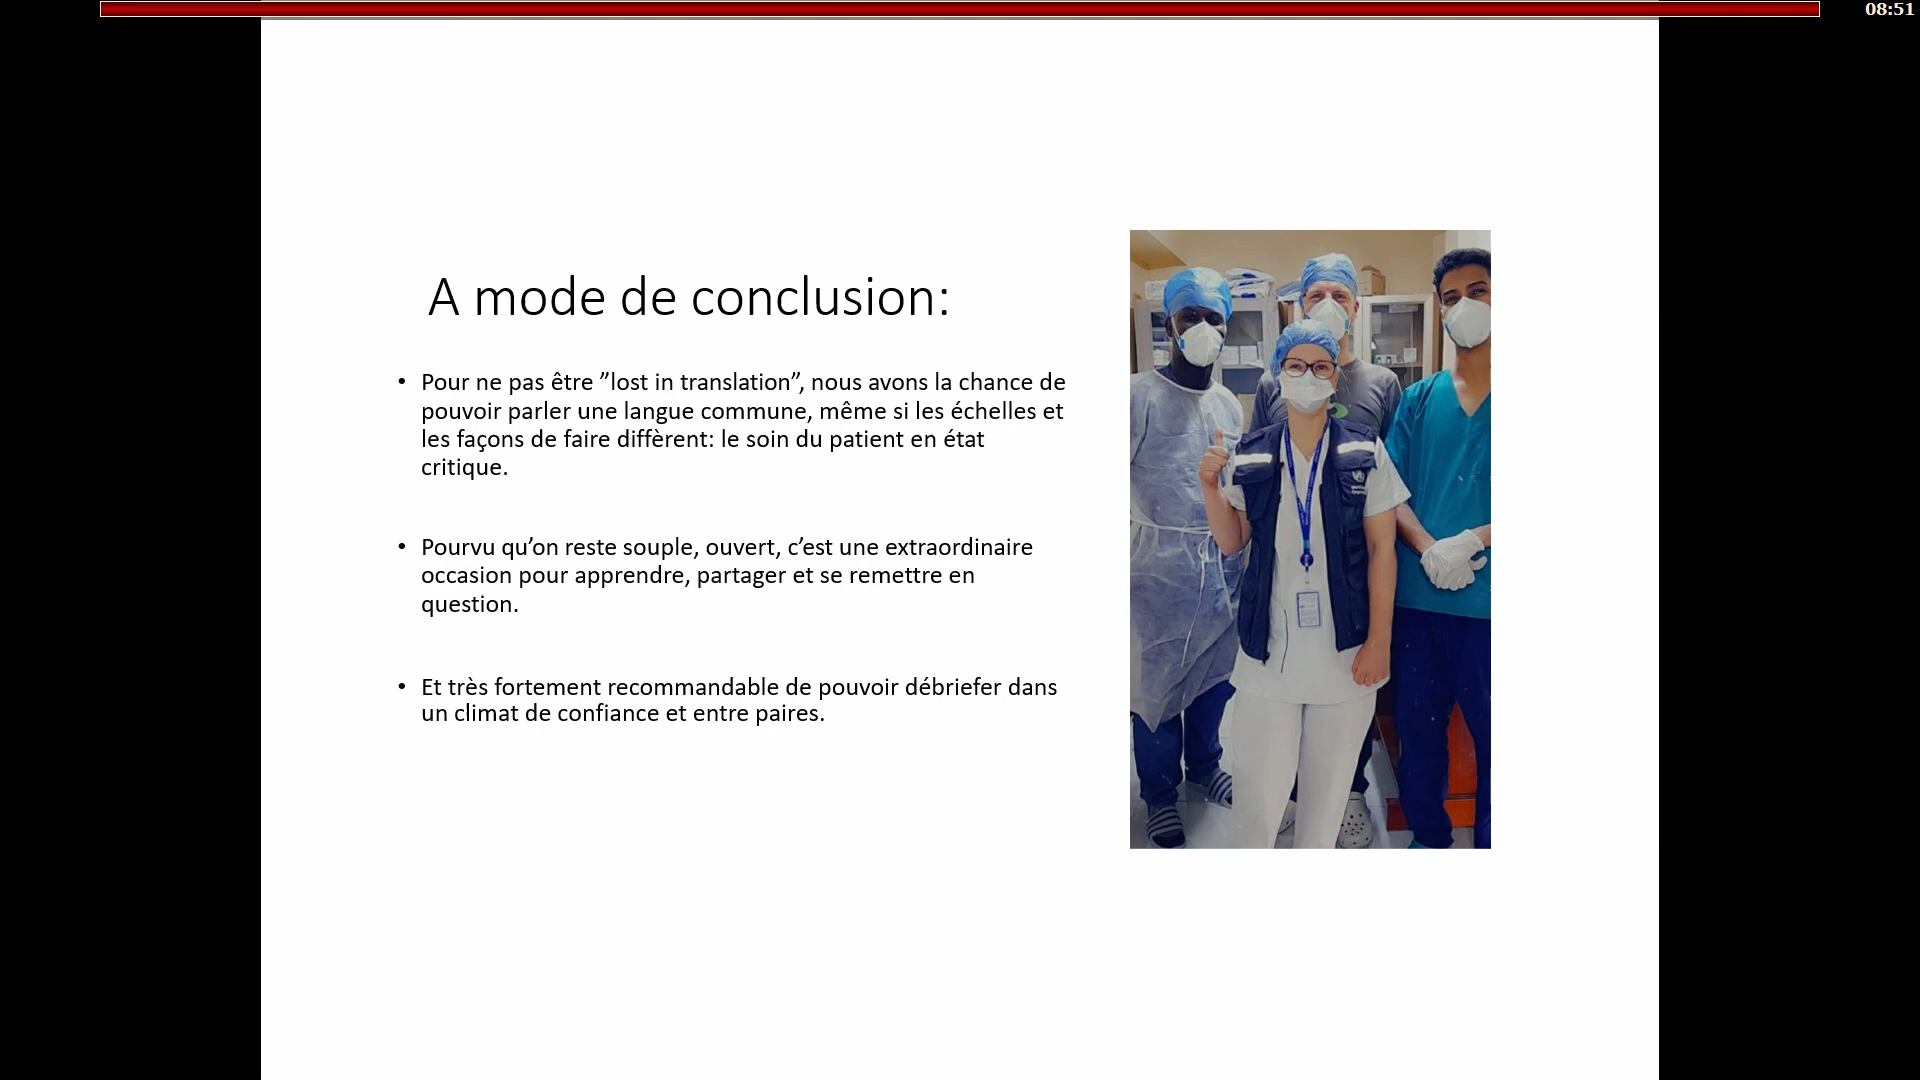 08:51
A mode de conclusion:
• Pour ne pas être ”lost in translation”, nous avons la chance de
pouvoir parler une langue commune, même si les échelles et
les façons de faire diffèrent: le soin du patient en état
critique.
• Pourvu qu’on reste souple, ouvert, c’est une extraordinaire
occasion pour apprendre, partager et se remettre en
question.
• Et très fortement recommandable de pouvoir débriefer dans
un climat de confiance et entre paires.